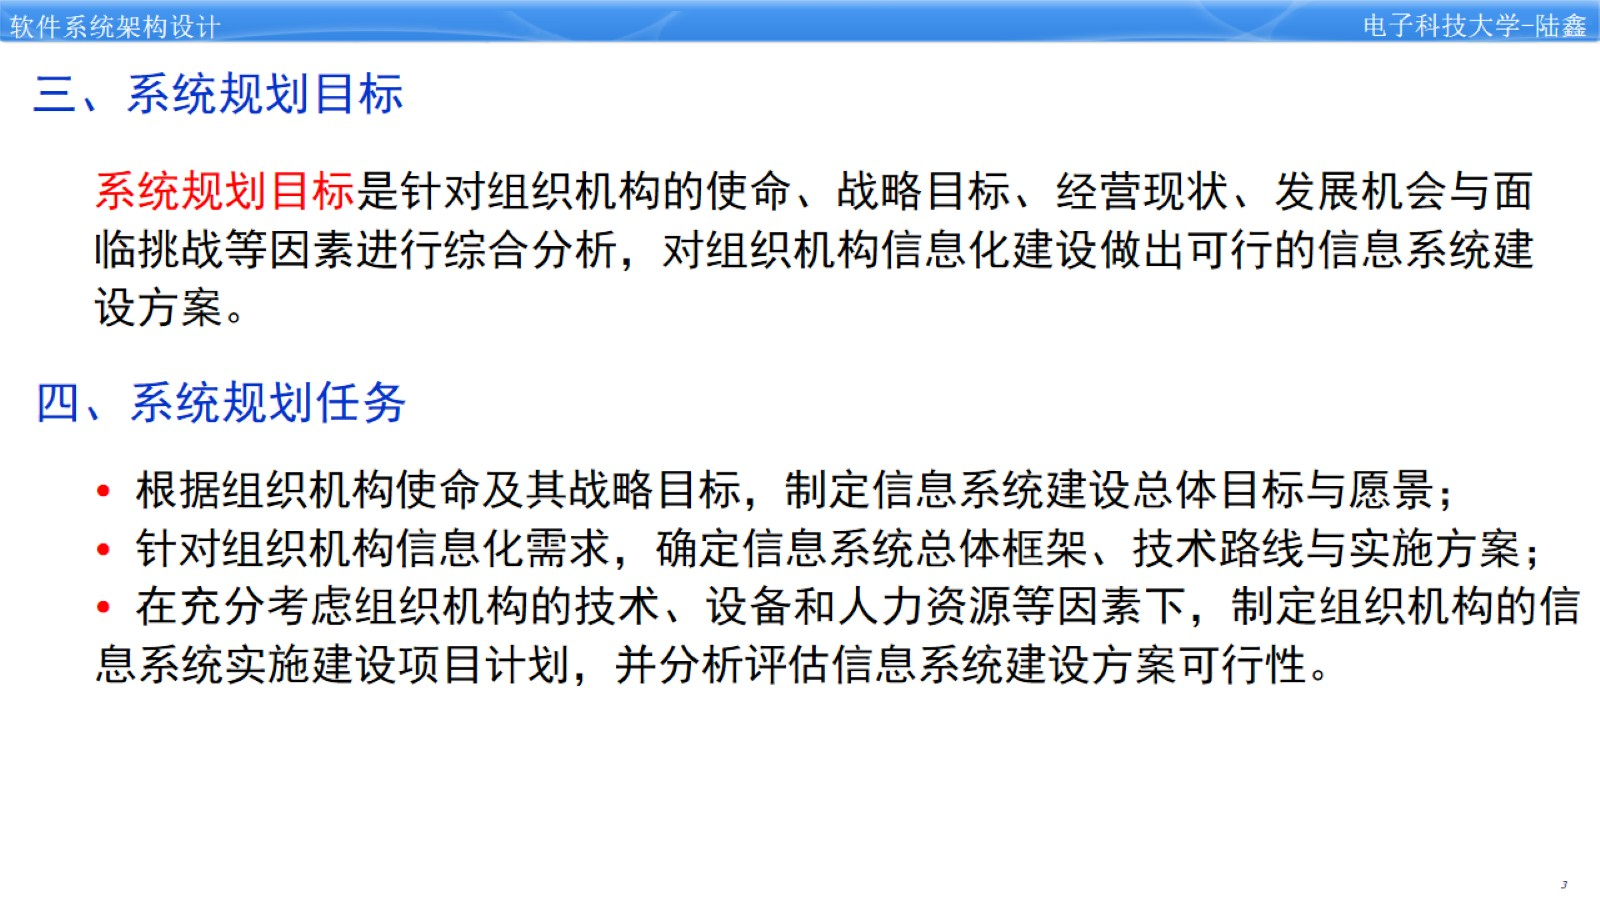 软件系统架构设计
电子科技大学-陆鑫
三、系统规划目标
系统规划目标是针对组织机构的使命、战略目标、经营现状、发展机会与面
临挑战等因素进行综合分析，对组织机构信息化建设做出可行的信息系统建
设方案。
四、系统规划任务
• 根据组织机构使命及其战略目标，制定信息系统建设总体目标与愿景；
• 针对组织机构信息化需求，确定信息系统总体框架、技术路线与实施方案；
• 在充分考虑组织机构的技术、设备和人力资源等因素下，制定组织机构的信
息系统实施建设项目计划，并分析评估信息系统建设方案可行性。
3